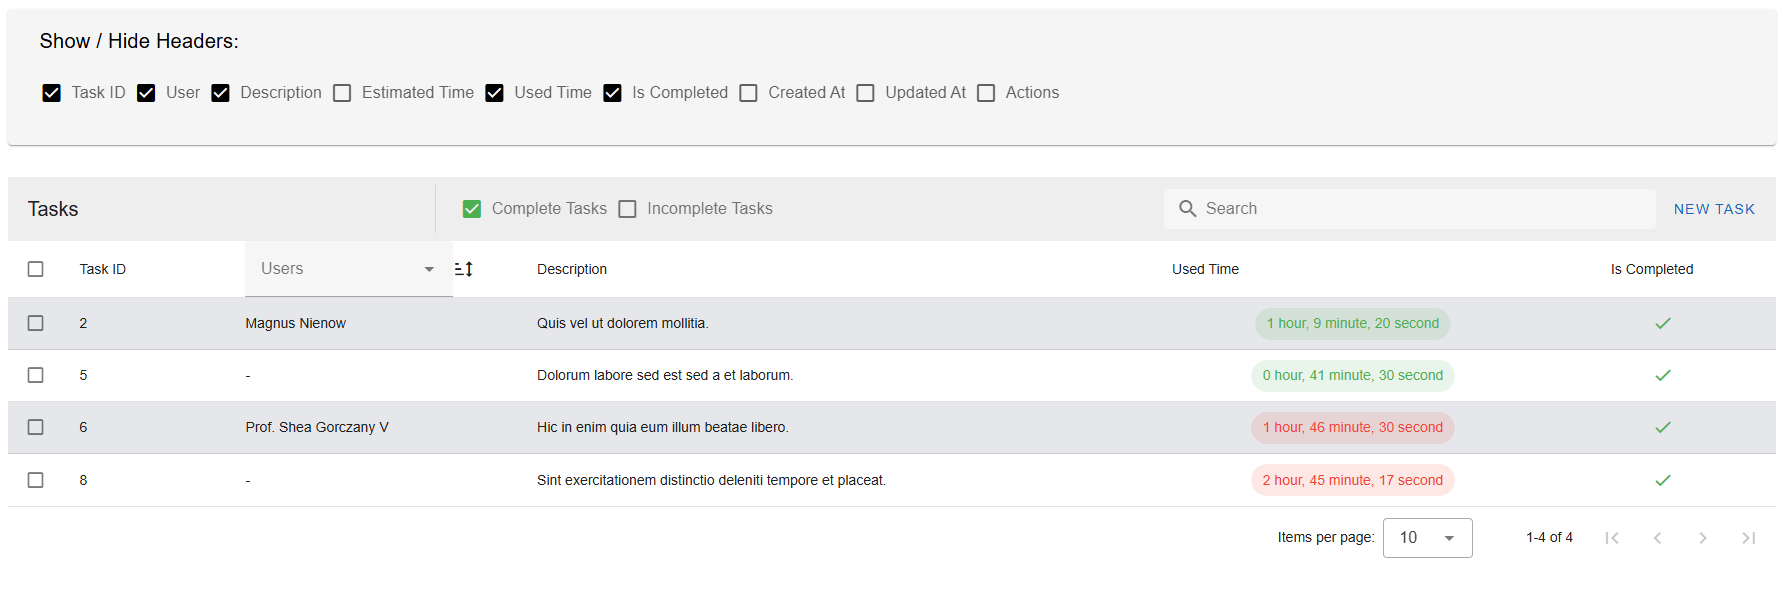 Show / Hide Headers:
Task ID User Description Estimated Time Used Time Is Completed Created At Updated At Actions
Tasks Complete Tasks Incomplete Tasks Search NEW TASK
Task ID Users Description Used Time Is Completed
2 Magnus Nienow Quis vel ut dolorem mollitia. 1 hour, 9 minute, 20 second
5 - Dolorum labore sed est sed a et laborum. 0 hour, 41 minute, 30 second
6 Prof. Shea Gorczany V Hic in enim quia eum illum beatae libero. 1 hour, 46 minute, 30 second
8 - Sint exercitationem distinctio deleniti tempore et placeat. 2 hour, 45 minute, 17 second
Items per page: 10 1-4 of 4